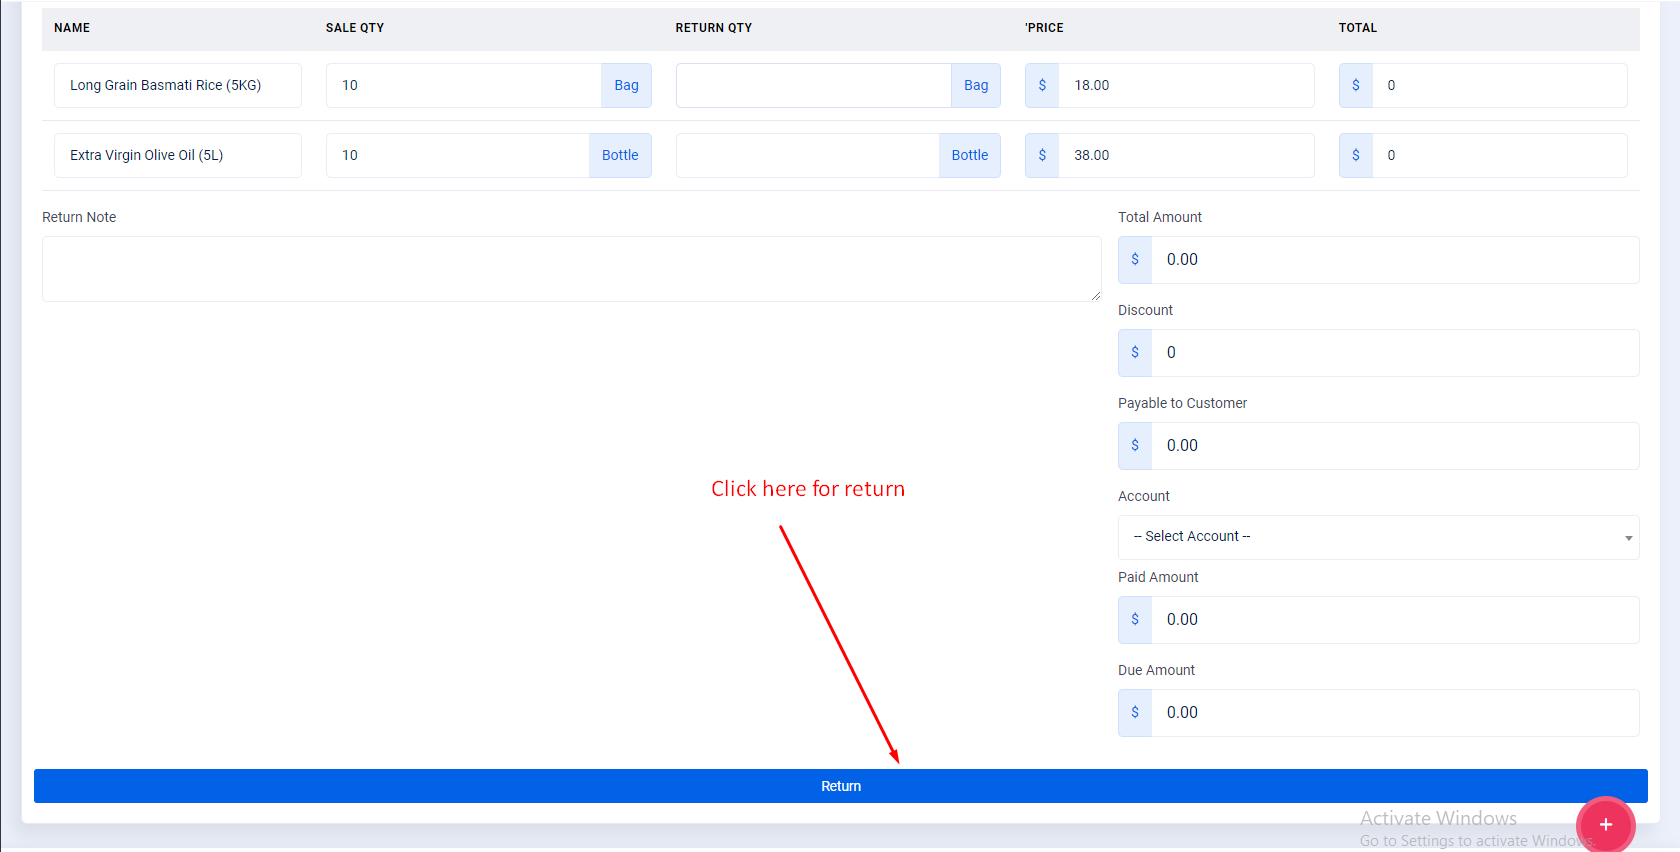 NAME SALE QTY RETURN QTY 'PRICE TOTAL
Long Grain Basmati Rice (5KG) 10 Bag Bag $ 18.00 $ 0
Extra Virgin Olive Oil (5L) 10 Bottle Bottle $ 38.00 $ 0
Return Note
Total Amount
$ 0.00
Discount
$ 0
Payable to Customer
$ 0.00
Click here for return
Account
-- Select Account --
Paid Amount
$ 0.00
Due Amount
$ 0.00
Return
Activate Windows
Go to Settings to activate Windows.
+